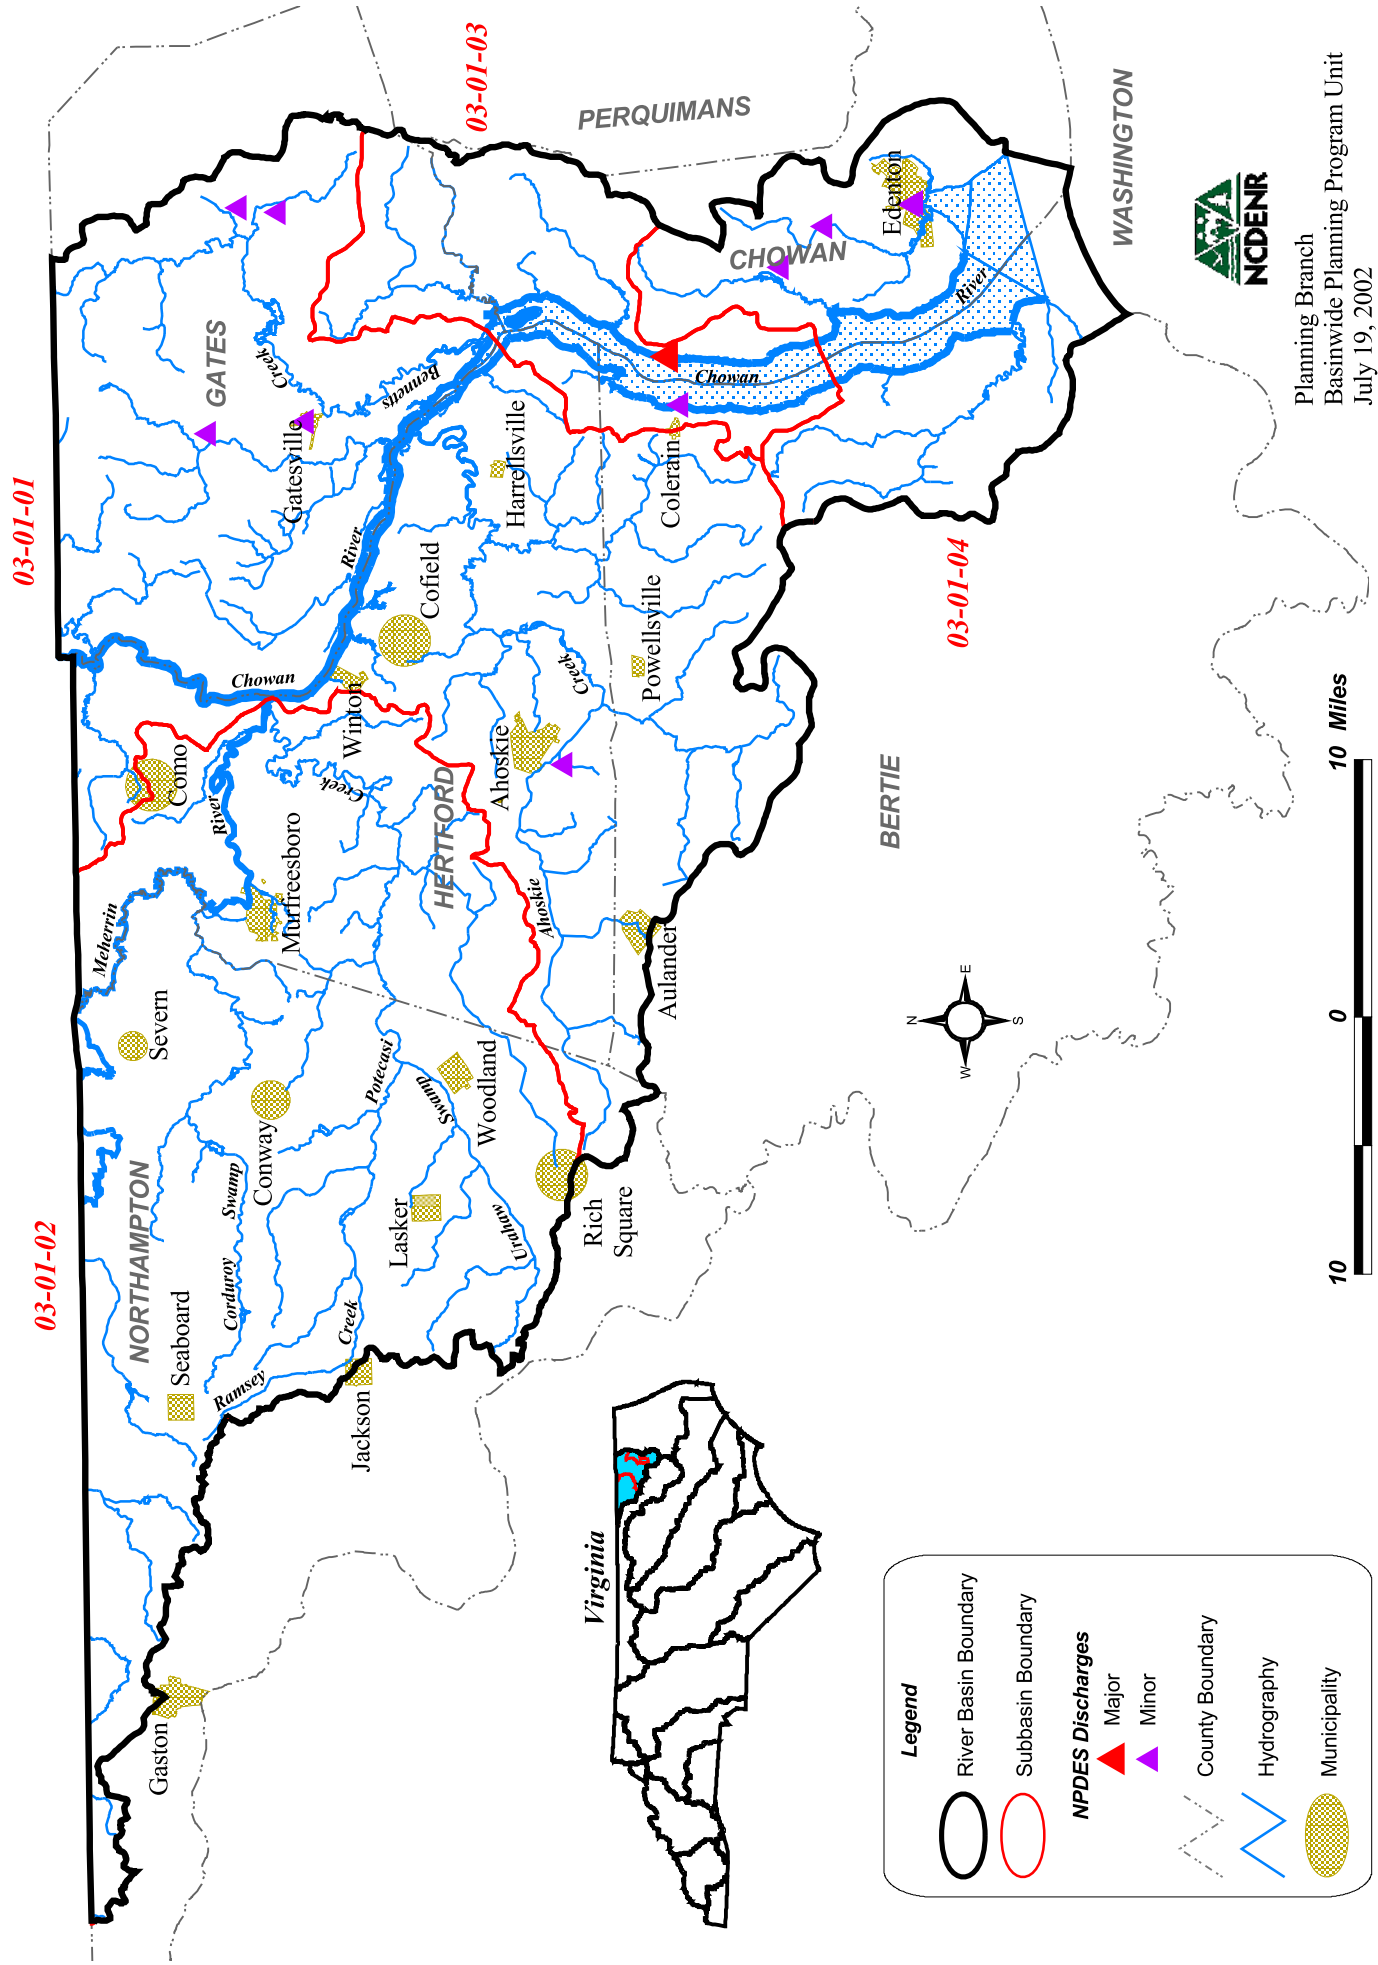 03-01-01
03-01-02
03-01-03
03-01-04
NORTHAMPTON
HERTFORD
GATES
BERTIE
CHOWAN
PERQUIMANS
WASHINGTON
Gaston
Seaboard
Jackson
Conway
Severn
Lasker
Woodland
Rich
Square
Murfreesboro
Como
Winton
Cofield
Ahoskie
Aulander
Powellsville
Harrellsville
Colerain
Gatesville
Edenton
Ramsey
Creek
Corduroy
Swamp
Urahaw
Swamp
Potecasi
Creek
Meherrin
River
Ahoskie
Creek
Chowan
River
Bennetts
Creek
Chowan
River
N
E
S
W
10
0
10 Miles
Virginia
Legend
River Basin Boundary
Subbasin Boundary
NPDES Discharges
Major
Minor
County Boundary
Hydrography
Municipality
NCDENR
Planning Branch
Basinwide Planning Program Unit
July 19, 2002